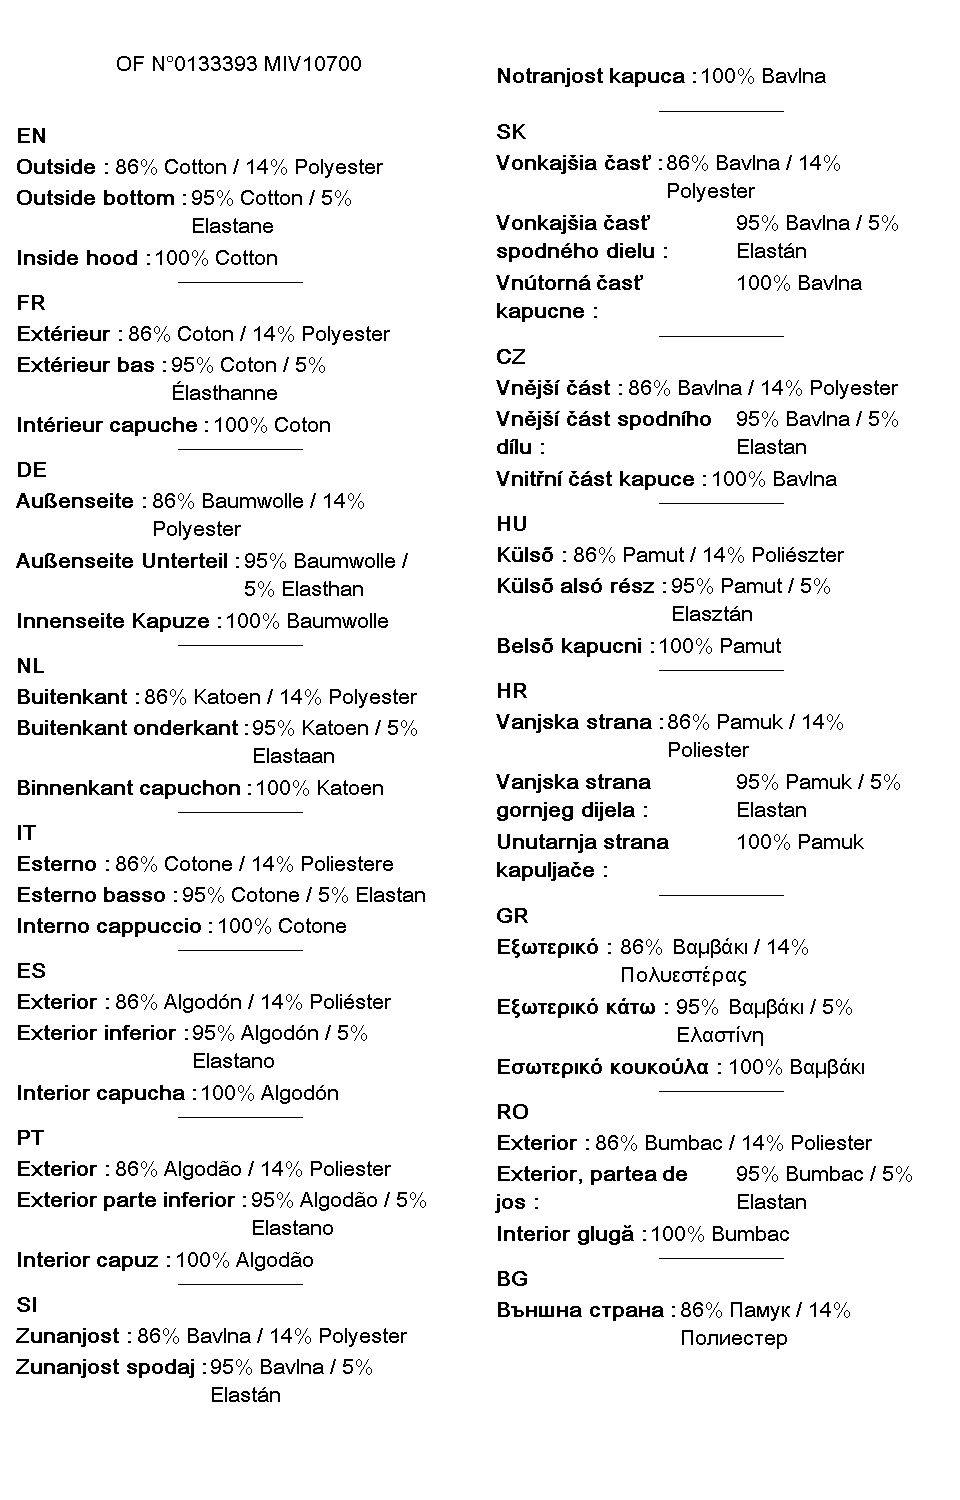 OF N°0133393 MIV10700
EN
Outside : 86% Cotton / 14% Polyester
Outside bottom : 95% Cotton / 5%
Elastane
Inside hood : 100% Cotton
FR
Extérieur : 86% Coton / 14% Polyester
Extérieur bas : 95% Coton / 5%
Élasthanne
Intérieur capuche : 100% Coton
DE
Außenseite : 86% Baumwolle / 14%
Polyester
Außenseite Unterteil : 95% Baumwolle /
5% Elasthan
Innenseite Kapuze : 100% Baumwolle
NL
Buitenkant : 86% Katoen / 14% Polyester
Buitenkant onderkant : 95% Katoen / 5%
Elastaan
Binnenkant capuchon : 100% Katoen
IT
Esterno : 86% Cotone / 14% Poliestere
Esterno basso : 95% Cotone / 5% Elastan
Interno cappuccio : 100% Cotone
ES
Exterior : 86% Algodón / 14% Poliéster
Exterior inferior : 95% Algodón / 5%
Elastano
Interior capucha : 100% Algodón
PT
Exterior : 86% Algodão / 14% Poliester
Exterior parte inferior : 95% Algodão / 5%
Elastano
Interior capuz : 100% Algodão
SI
Zunanjost : 86% Bavlna / 14% Polyester
Zunanjost spodaj : 95% Bavlna / 5%
Elastán
Notranjost kapuca : 100% Bavlna
SK
Vonkajšia časť : 86% Bavlna / 14%
Polyester
Vonkajšia časť 95% Bavlna / 5%
spodného dielu : Elastán
Vnútorná časť 100% Bavlna
kapucne :
CZ
Vnější část : 86% Bavlna / 14% Polyester
Vnější část spodního 95% Bavlna / 5%
dílu : Elastan
Vnitřní část kapuce : 100% Bavlna
HU
Külső : 86% Pamut / 14% Poliészter
Külső alsó rész : 95% Pamut / 5%
Elasztán
Belső kapucni : 100% Pamut
HR
Vanjska strana : 86% Pamuk / 14%
Poliester
Vanjska strana 95% Pamuk / 5%
gornjeg dijela : Elastan
Unutarnja strana 100% Pamuk
kapuljače :
GR
Εξωτερικό : 86% Βαμβάκι / 14%
Πολυεστέρας
Εξωτερικό κάτω : 95% Βαμβάκι / 5%
Ελαστίνη
Εσωτερικό κουκούλα : 100% Βαμβάκι
RO
Exterior : 86% Bumbac / 14% Poliester
Exterior, partea de 95% Bumbac / 5%
jos : Elastan
Interior glugă : 100% Bumbac
BG
Външна страна : 86% Памук / 14%
Полиестер